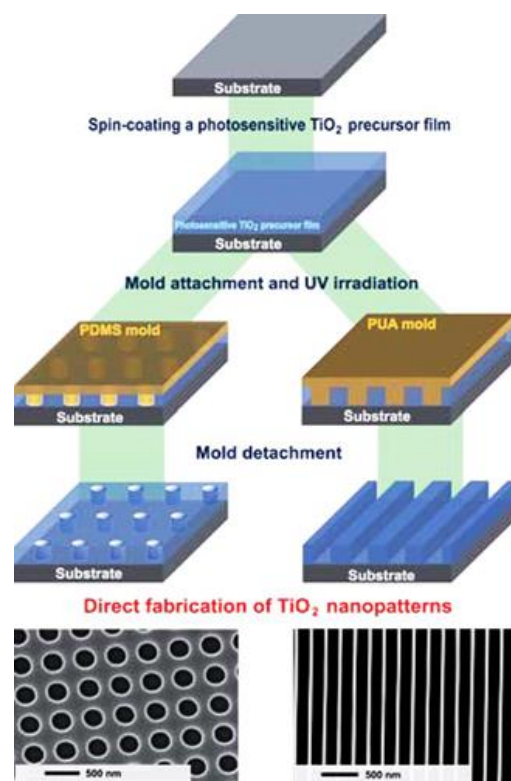 Substrate
Spin-coating a photosensitive TiO₂ precursor film
Photosensitive TiO₂ precursor film
Substrate
Mold attachment and UV irradiation
PDMS mold
PUA mold
Substrate
Substrate
Mold detachment
Substrate
Substrate
Direct fabrication of TiO₂ nanopatterns
500 nm
500 nm